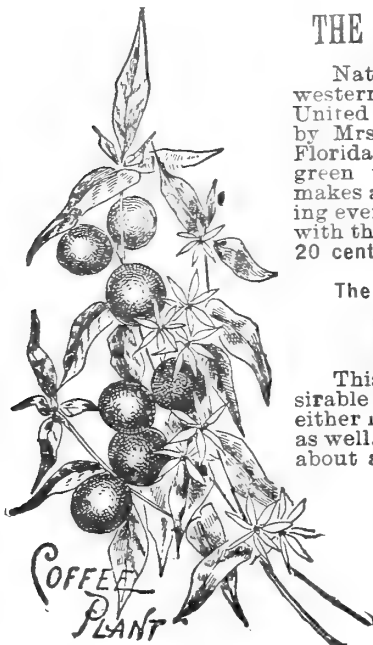 THE
Nat
western
United
by Mrs
Florida
green
makes a
ing ever
with th
20 cent
The
This
sirable
either
as well.
about a
COFFEE
PLANT